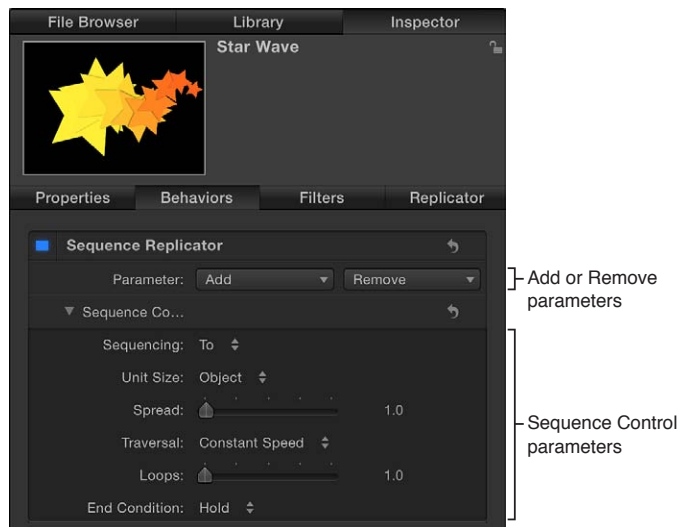 File Browser Library Inspector
Star Wave
Properties Behaviors Filters Replicator
Sequence Replicator
Parameter: Add Remove
Add or Remove
parameters
Sequence Co...
Sequencing: To
Unit Size: Object
Spread: 1.0
Traversal: Constant Speed
Sequence Control
parameters
Loops: 1.0
End Condition: Hold